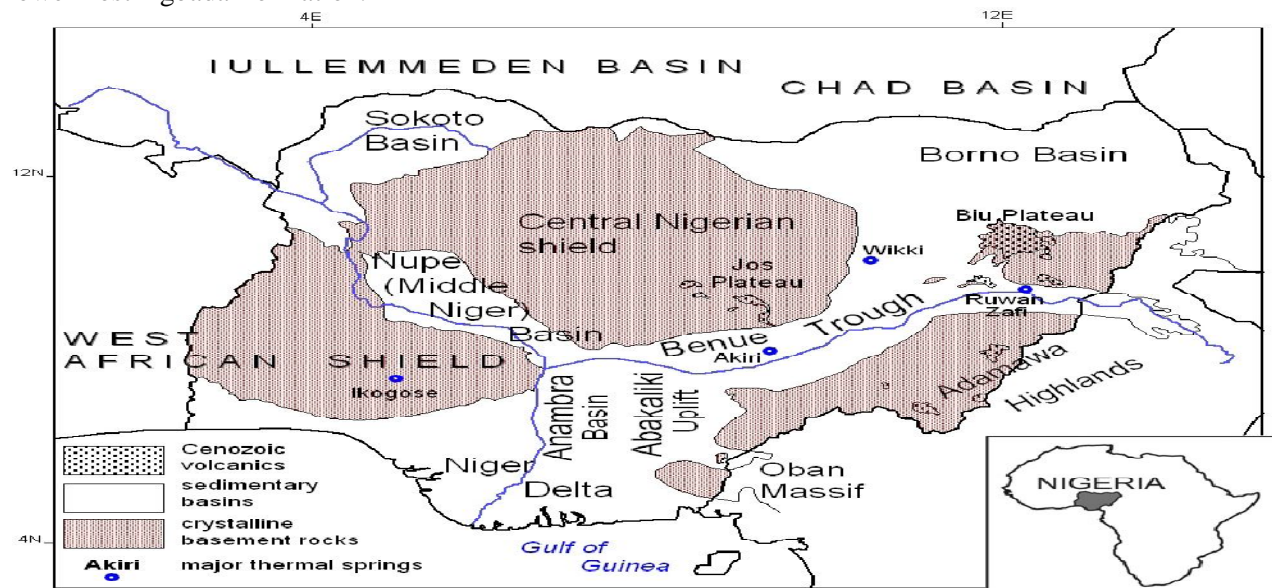 4E
12E
IULLEMMEDEN BASIN
CHAD BASIN
Sokoto
Basin
Borno Basin
12N
Biu Plateau
Central Nigerian
shield
Wikki
Nupe
(Middle
Niger)
Basin
Jos
Plateau
Ruwan
Zafi
Benue Trough
Akiri
WEST
AFRICAN SHIELD
Ikogose
Adamawa
Highlands
Anambra
Basin
Abakaliki
Uplift
Niger
Delta
Oban
Massif
Cenozoic
volcanics
sedimentary
basins
crystalline
basement rocks
Akiri major thermal springs
4N
Gulf of
Guinea
NIGERIA